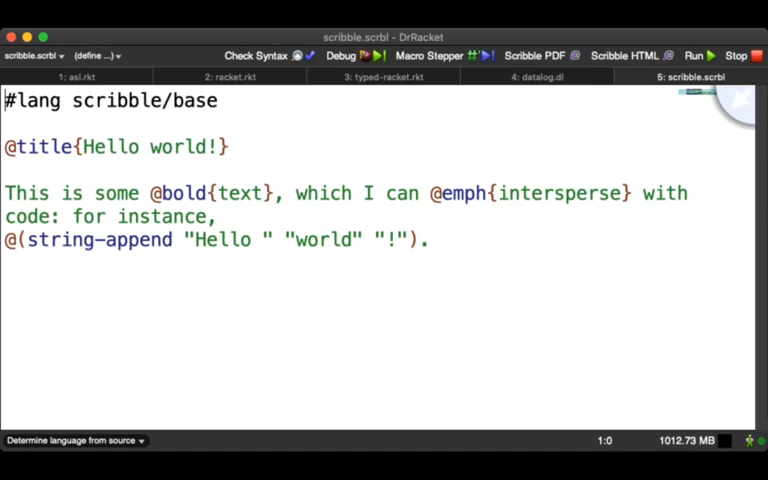 scribble.scrbl - DrRacket
scribble.scrbl (define ...) Check Syntax Debug Macro Stepper #' Scribble PDF @ Scribble HTML @ Run Stop
1: asl.rkt 2: racket.rkt 3: typed-racket.rkt 4: datalog.dl 5: scribble.scrbl
#lang scribble/base
@title{Hello world!}
This is some @bold{text}, which I can @emph{intersperse} with
code: for instance,
@(string-append "Hello " "world" "!").
Determine language from source 1:0 1012.73 MB